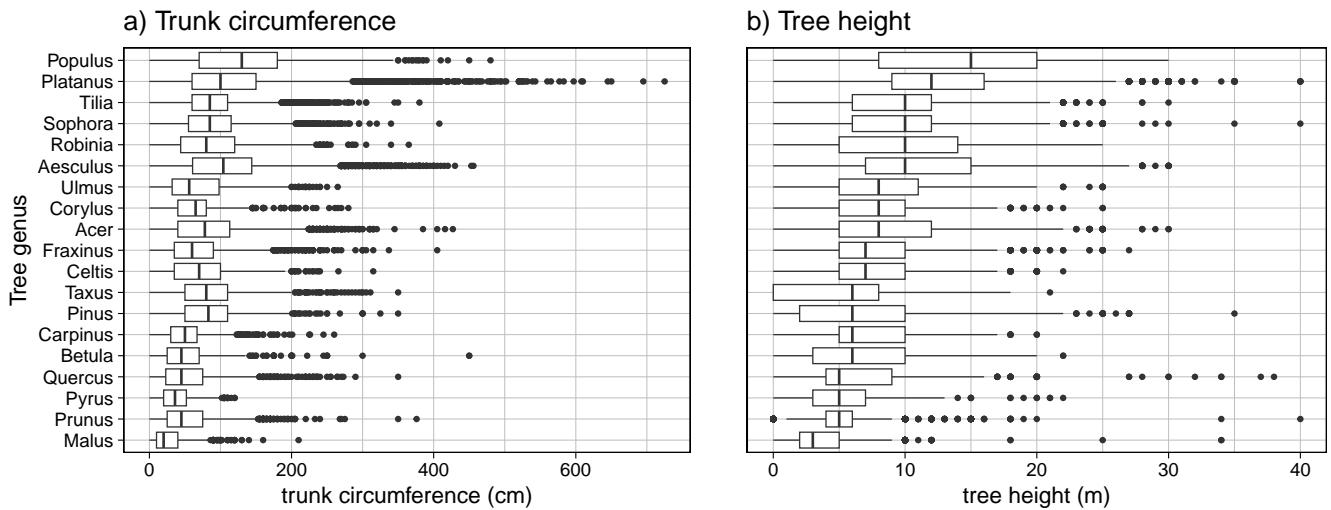 a) Trunk circumference
b) Tree height
Tree genus
Populus
Platanus
Tilia
Sophora
Robinia
Aesculus
Ulmus
Corylus
Acer
Fraxinus
Celtis
Taxus
Pinus
Carpinus
Betula
Quercus
Pyrus
Prunus
Malus
0 200 400 600
trunk circumference (cm)
0 10 20 30 40
tree height (m)